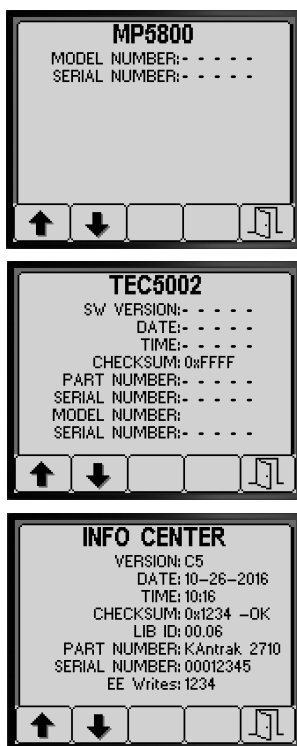 MP5800
MODEL NUMBER:- - - - -
SERIAL NUMBER:- - - - -
TEC5002
SW VERSION:- - - - -
DATE:- - - - -
TIME:- - - - -
CHECKSUM: 0xFFFF
PART NUMBER:- - - - -
SERIAL NUMBER:- - - - -
MODEL NUMBER:
SERIAL NUMBER:- - - - -
INFO CENTER
VERSION: C5
DATE: 10-26-2016
TIME: 10:16
CHECKSUM: 0x1234 -OK
LIB ID: 00.06
PART NUMBER: KAntrak 2710
SERIAL NUMBER: 00012345
EE Writes: 1234